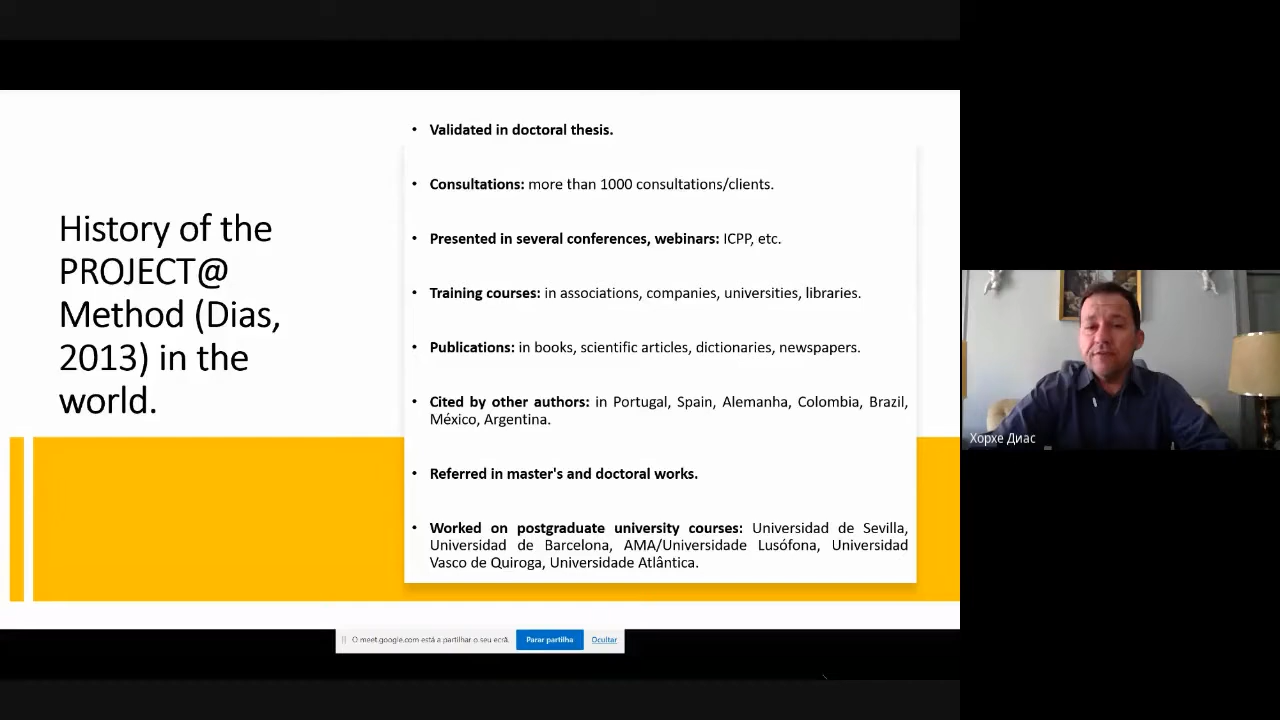 History of the
PROJECT@
Method (Dias,
2013) in the
world.
• Validated in doctoral thesis.
• Consultations: more than 1000 consultations/clients.
• Presented in several conferences, webinars: ICPP, etc.
• Training courses: in associations, companies, universities, libraries.
• Publications: in books, scientific articles, dictionaries, newspapers.
• Cited by other authors: in Portugal, Spain, Alemanha, Colombia, Brazil,
México, Argentina.
• Referred in master's and doctoral works.
• Worked on postgraduate university courses: Universidad de Sevilla,
Universidad de Barcelona, AMA/Universidade Lusófona, Universidad
Vasco de Quiroga, Universidade Atlântica.
Хорхе Диас
O meet.google.com está a partilhar o seu ecrã.
Parar partilha
Ocultar